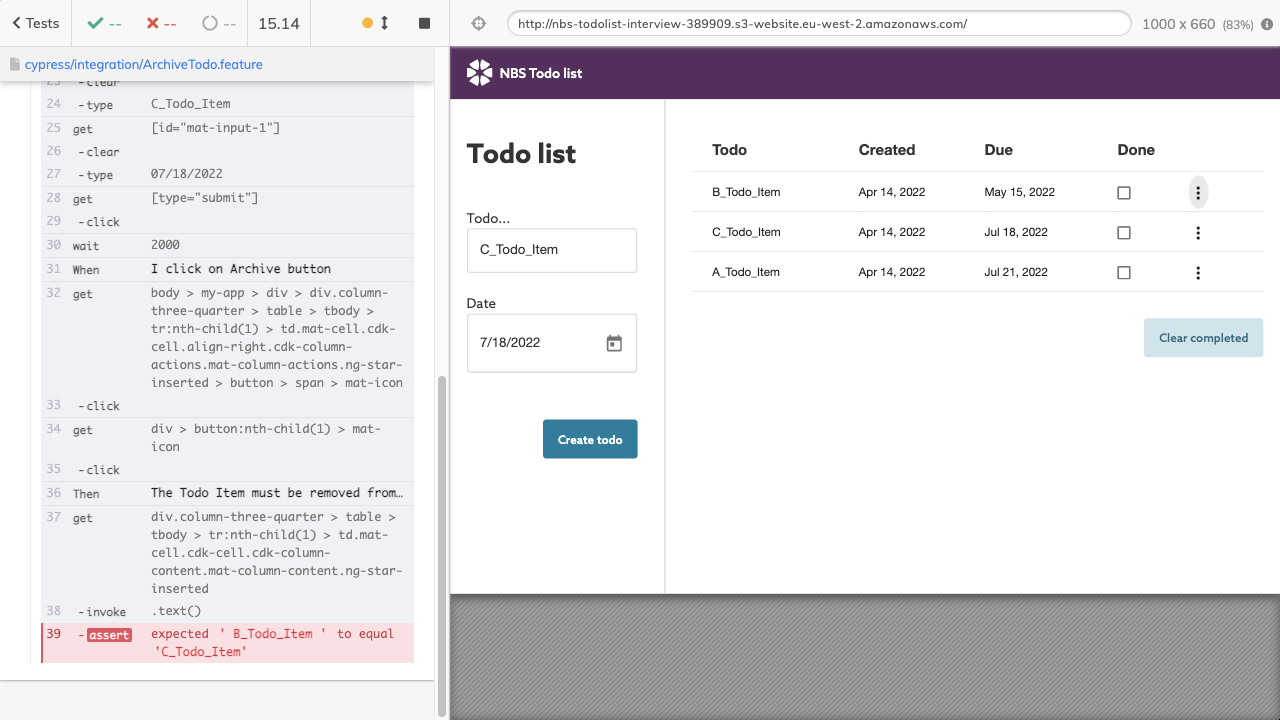 Tests
--
--
--
15.14
http://nbs-todolist-interview-389909.s3-website.eu-west-2.amazonaws.com/
1000 x 660 (83%)
cypress/integration/ArchiveTodo.feature
23 -clear
24 -type C_Todo_Item
25 get [id="mat-input-1"]
26 -clear
27 -type 07/18/2022
28 get [type="submit"]
29 -click
30 wait 2000
31 When I click on Archive button
32 get body > my-app > div > div.column-
three-quarter > table > tbody >
tr:nth-child(1) > td.mat-cell.cdk-
cell.align-right.cdk-column-
actions.mat-column-actions.ng-star-
inserted > button > span > mat-icon
33 -click
34 get div > button:nth-child(1) > mat-
icon
35 -click
36 Then The Todo Item must be removed from…
37 get div.column-three-quarter > table >
tbody > tr:nth-child(1) > td.mat-
cell.cdk-cell.cdk-column-
content.mat-column-content.ng-star-
inserted
38 -invoke .text()
39 -assert expected ' B_Todo_Item ' to equal
'C_Todo_Item'
NBS Todo list
Todo list
Todo...
C_Todo_Item
Date
7/18/2022
Create todo
Todo Created Due Done
B_Todo_Item Apr 14, 2022 May 15, 2022
C_Todo_Item Apr 14, 2022 Jul 18, 2022
A_Todo_Item Apr 14, 2022 Jul 21, 2022
Clear completed